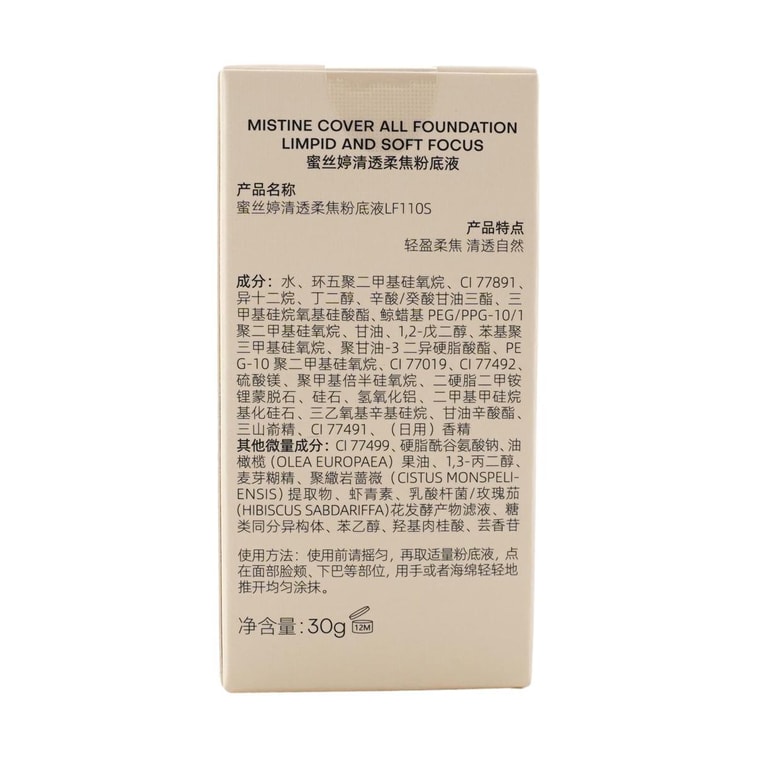 MISTINE COVER ALL FOUNDATION
LIMPID AND SOFT FOCUS
蜜丝婷清透柔焦粉底液
产品名称
蜜丝婷清透柔焦粉底液LF110S
产品特点
轻盈柔焦 清透自然
成分：水、环五聚二甲基硅氧烷、CI 77891、
异十二烷、丁二醇、辛酸/癸酸甘油三酯、三
甲基硅烷氧基硅酸酯、鲸蜡基 PEG/PPG-10/1
聚二甲基硅氧烷、甘油、1,2-戊二醇、苯基聚
三甲基硅氧烷、聚甘油-3 二异硬脂酸酯、PE
G-10 聚二甲基硅氧烷、CI 77019、CI 77492、
硫酸镁、聚甲基倍半硅氧烷、二硬脂二甲铵
锂蒙脱石、硅石、氢氧化铝、二甲基甲硅烷
基化硅石、三乙氧基辛基硅烷、甘油辛酸酯、
三山嵛精、CI 77491、（日用）香精
其他微量成分：CI 77499、硬脂酰谷氨酸钠、油
橄榄 (OLEA EUROPAEA) 果油、1,3-丙二醇、
麦芽糊精、聚繖岩蔷薇 (CISTUS MONSPELI-
ENSIS) 提取物、虾青素、乳酸杆菌/玫瑰茄
(HIBISCUS SABDARIFFA)花发酵产物滤液、糖
类同分异构体、苯乙醇、羟基肉桂酸、芸香苷
使用方法：使用前请摇匀，再取适量粉底液，点
在面部脸颊、下巴等部位，用手或者海绵轻轻地
推开均匀涂抹。
净含量：30g 12M